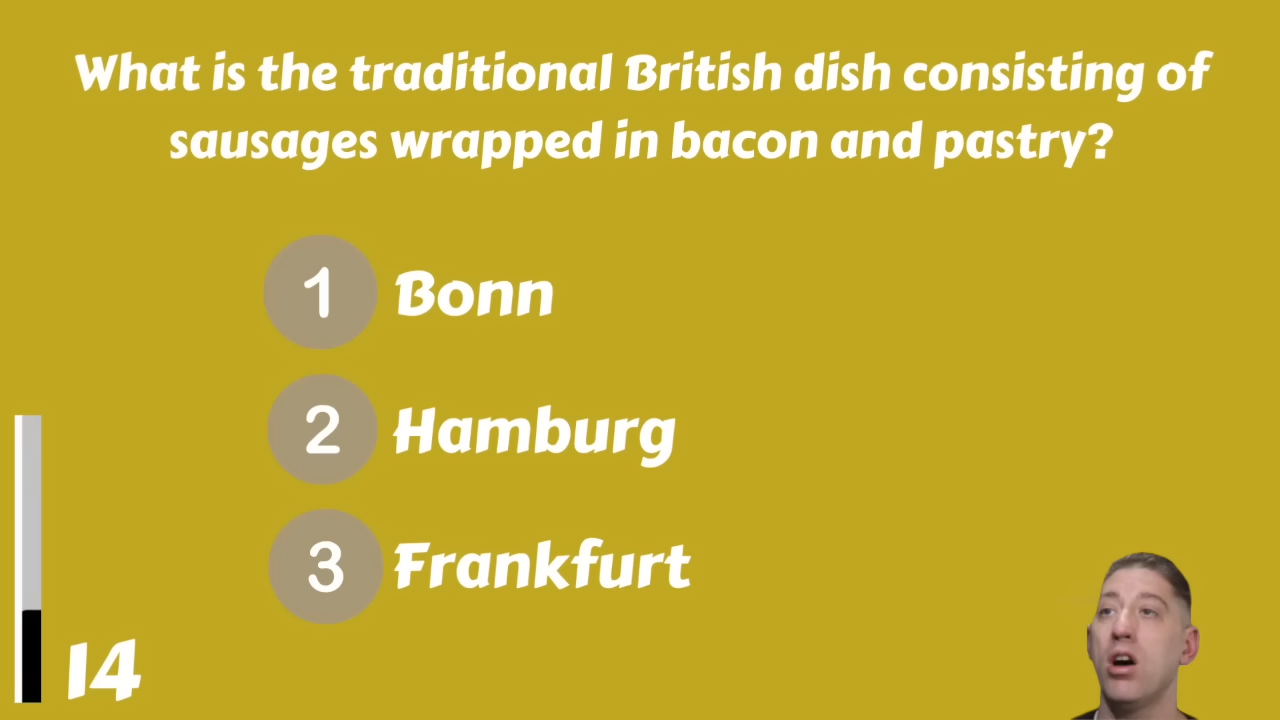 What is the traditional British dish consisting of
sausages wrapped in bacon and pastry?
1 Bonn
2 Hamburg
3 Frankfurt
14